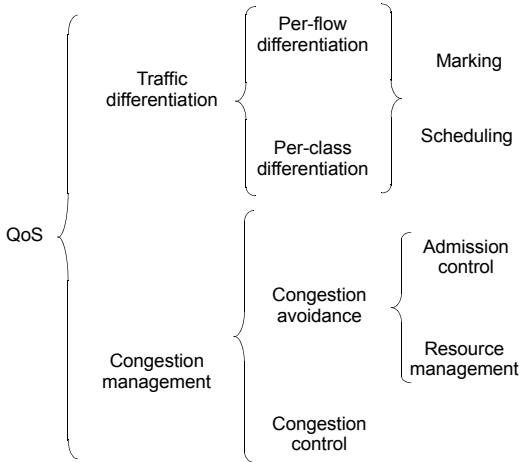 Per-flow
differentiation
Marking
Traffic
differentiation
Scheduling
Per-class
differentiation
QoS
Admission
control
Congestion
avoidance
Resource
management
Congestion
management
Congestion
control